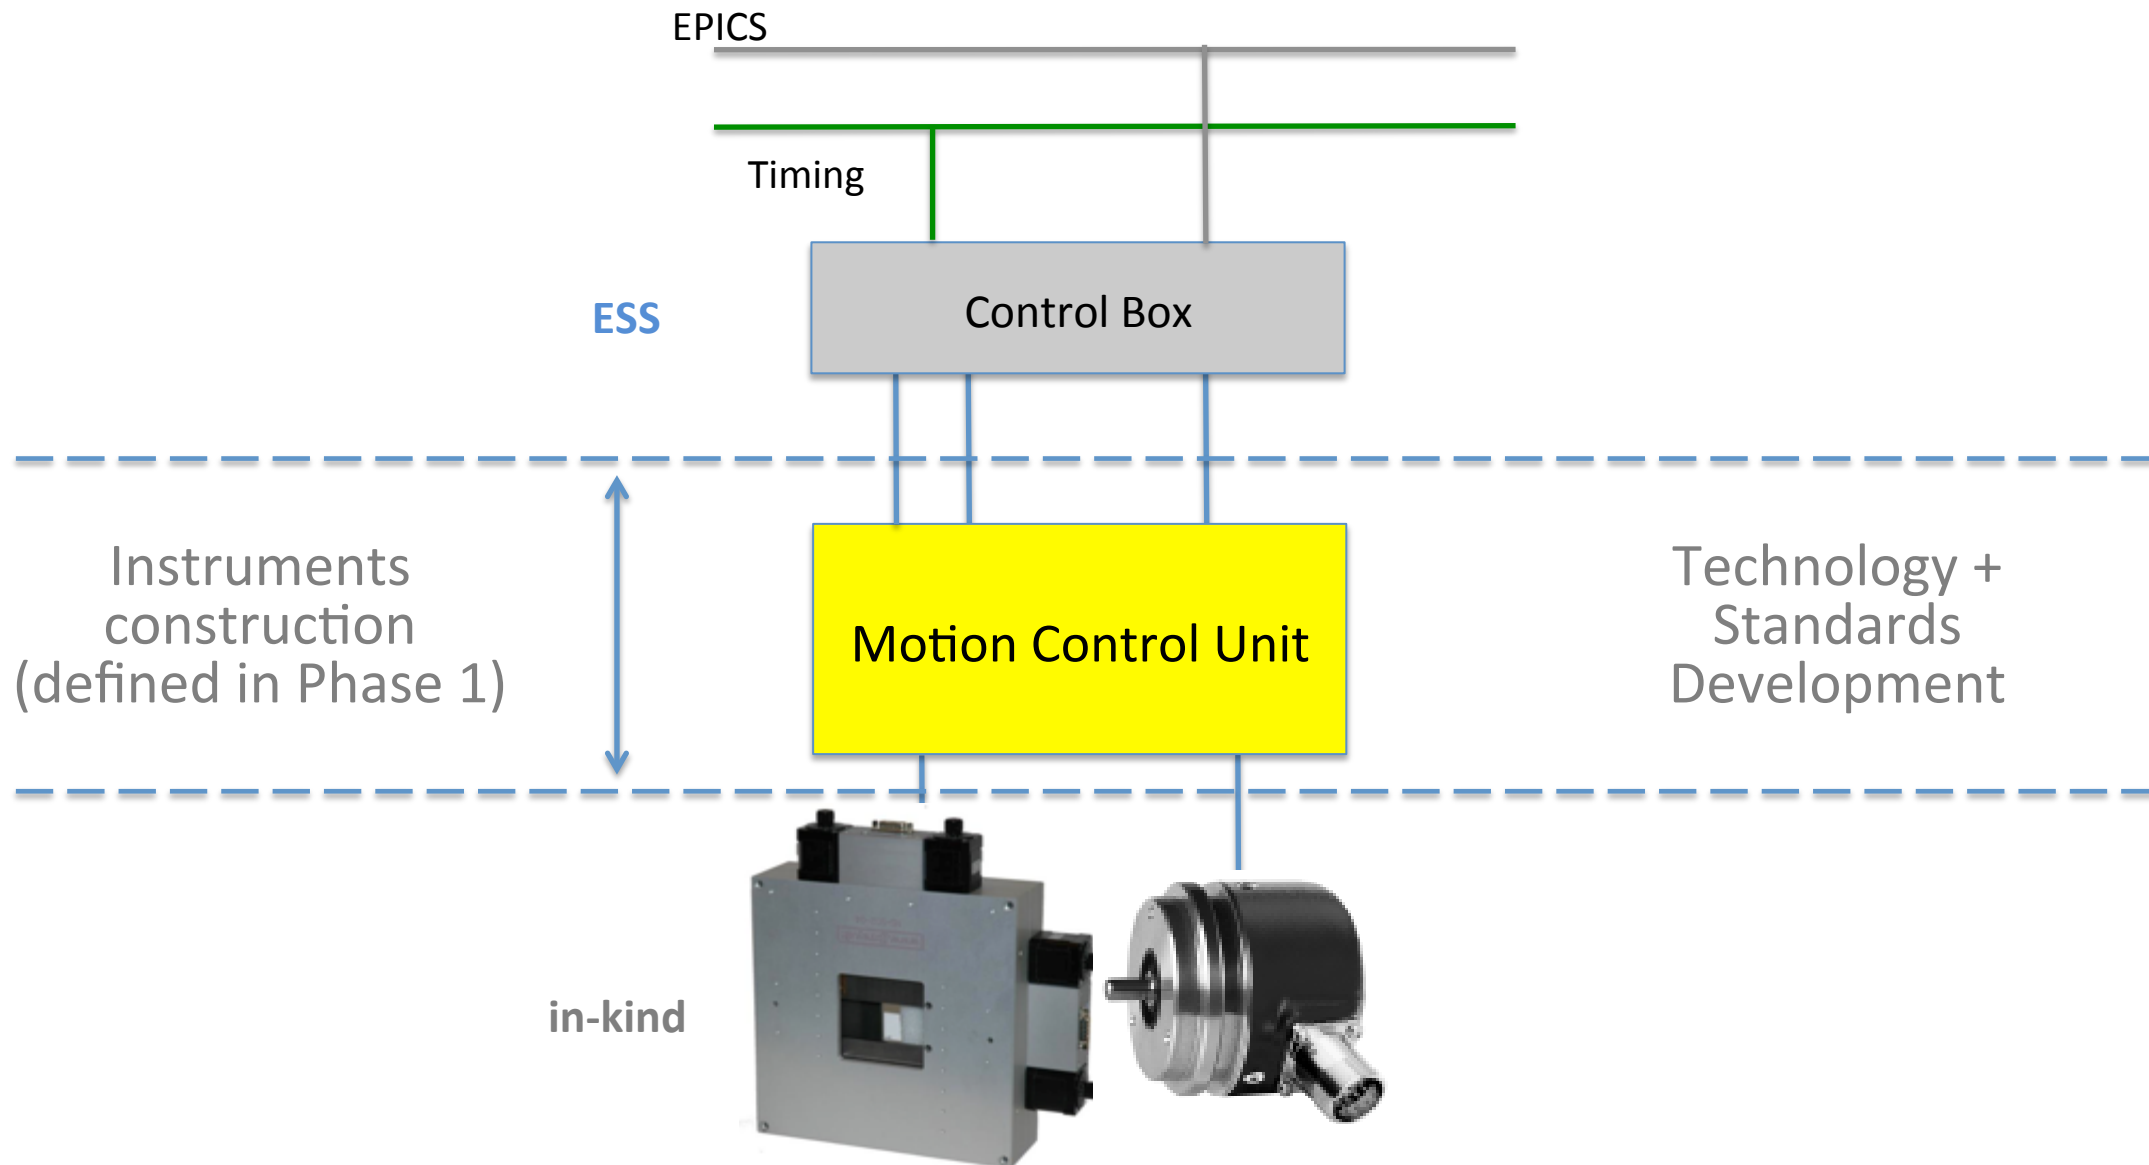 EPICS
Timing
Control Box
ESS
Instruments
construction
(defined in Phase 1)
Motion Control Unit
Technology +
Standards
Development
in-kind